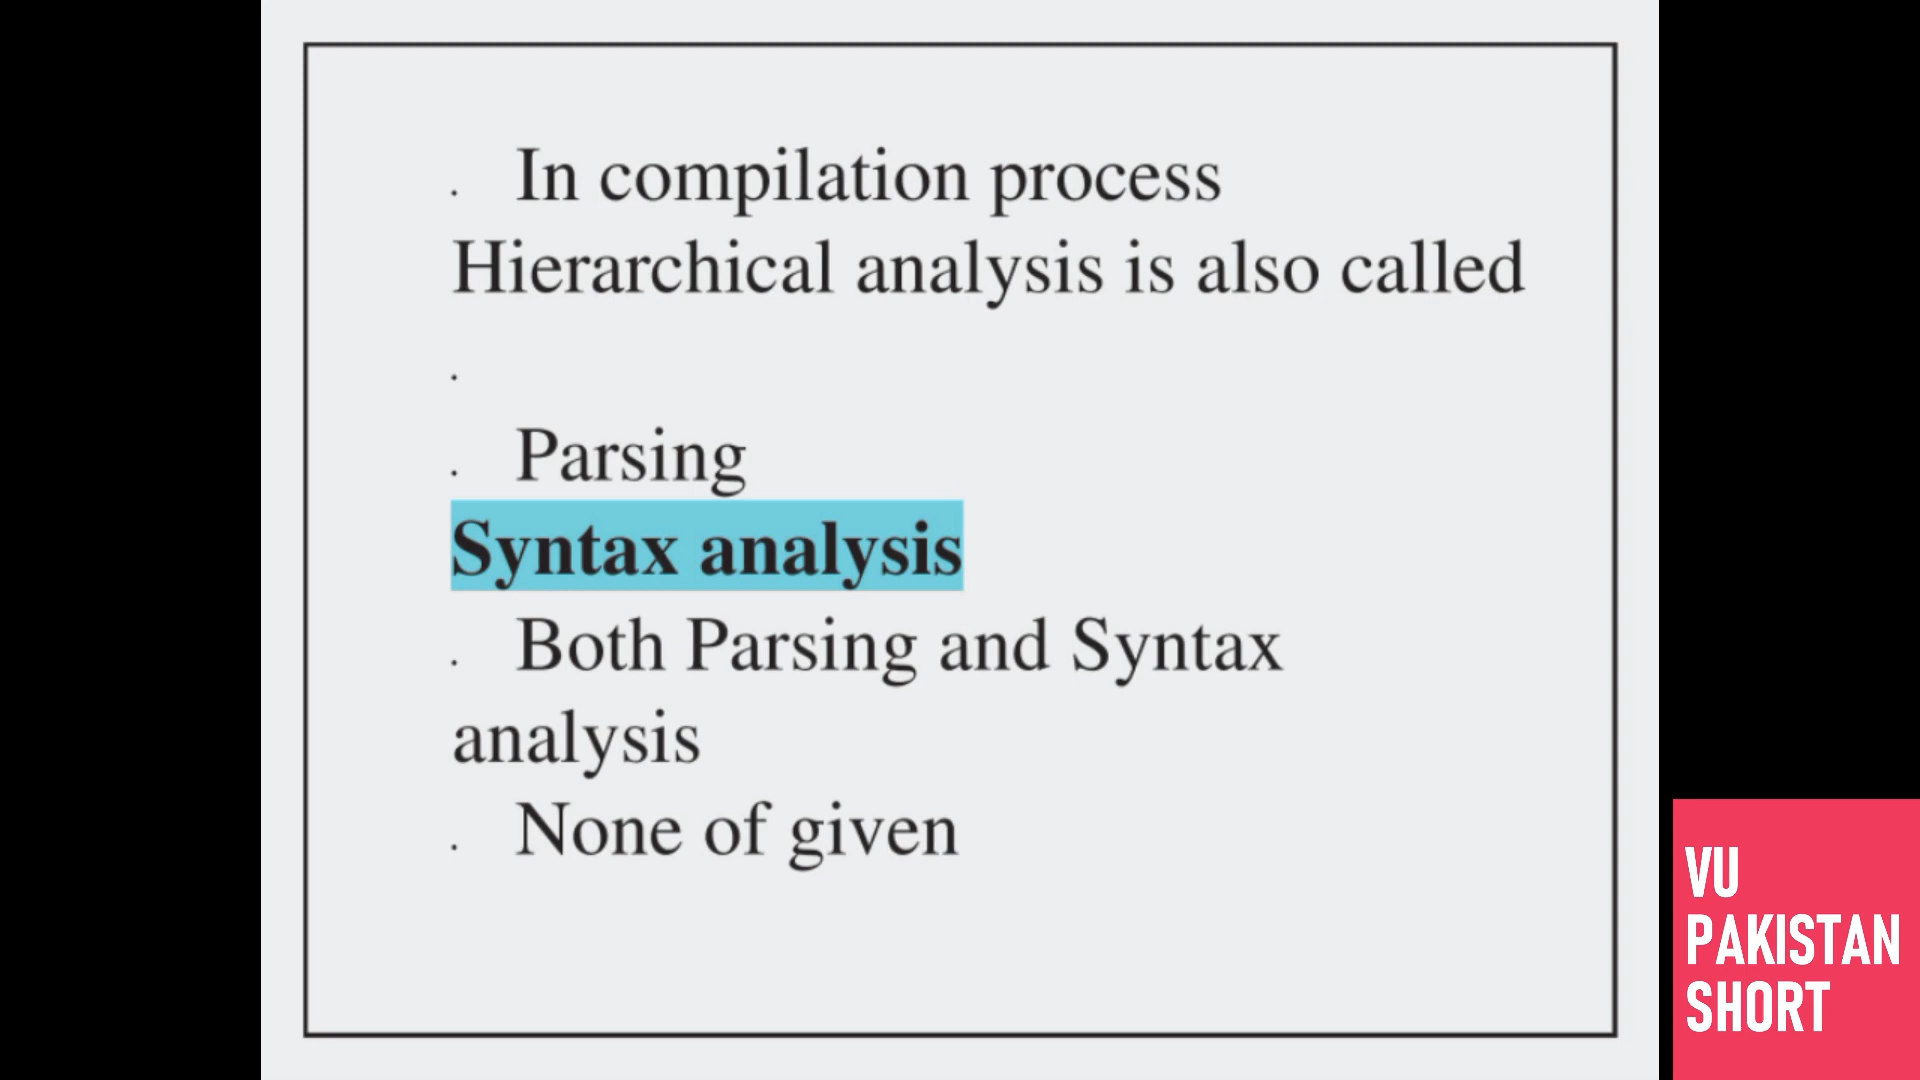 . In compilation process
Hierarchical analysis is also called
.
. Parsing
Syntax analysis
. Both Parsing and Syntax
analysis
. None of given
VU
PAKISTAN
SHORT